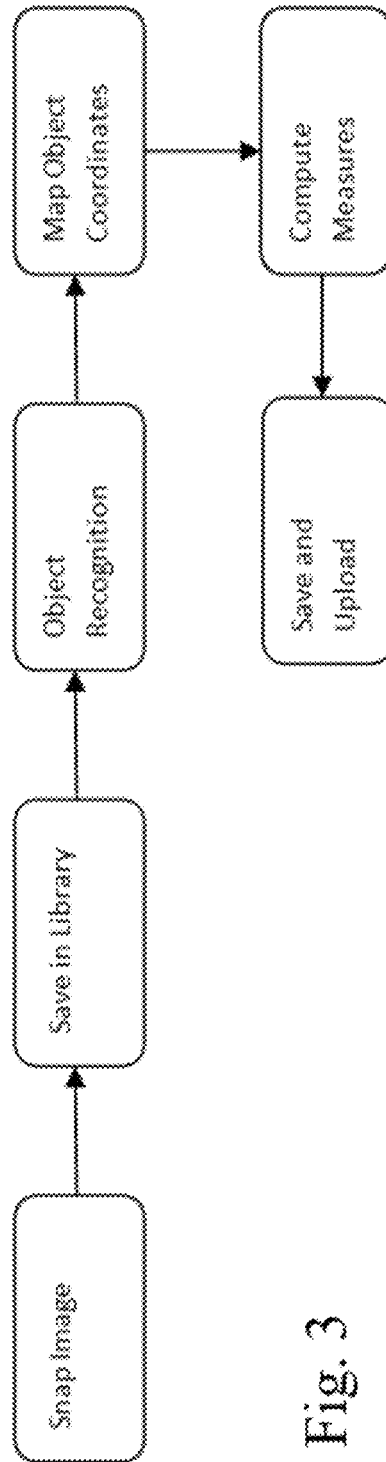 Snap Image
Save in Library
Object
Recognition
Map Object
Coordinates
Compute
Measures
Save and
Upload
Fig. 3